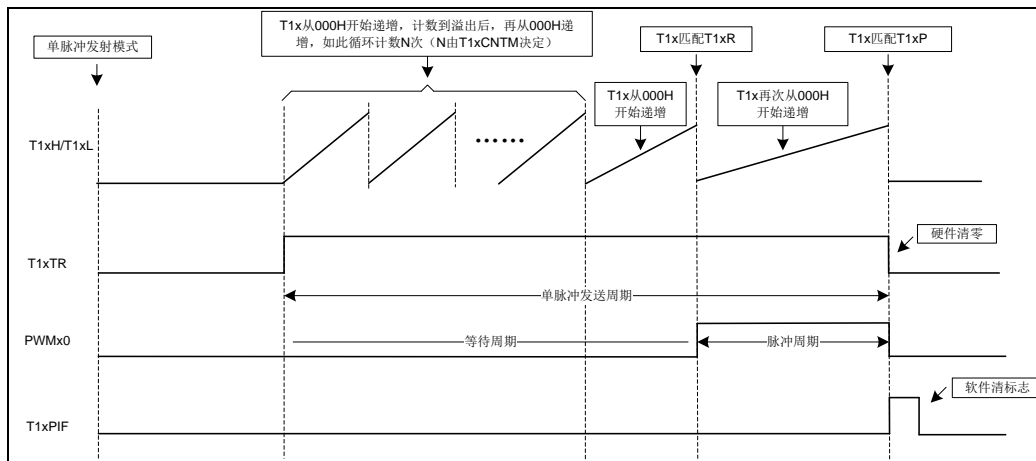 单脉冲发射模式
T1x从000H开始递增，计数到溢出后，再从000H递
增，如此循环计数N次（N由T1xCNTM决定）
T1x匹配T1xR
T1x匹配T1xP
T1x从000H
开始递增
T1x再次从000H
开始递增
T1xH/T1xL
······
T1xTR
硬件清零
单脉冲发送周期
PWMx0
等待周期
脉冲周期
T1xPIF
软件清标志